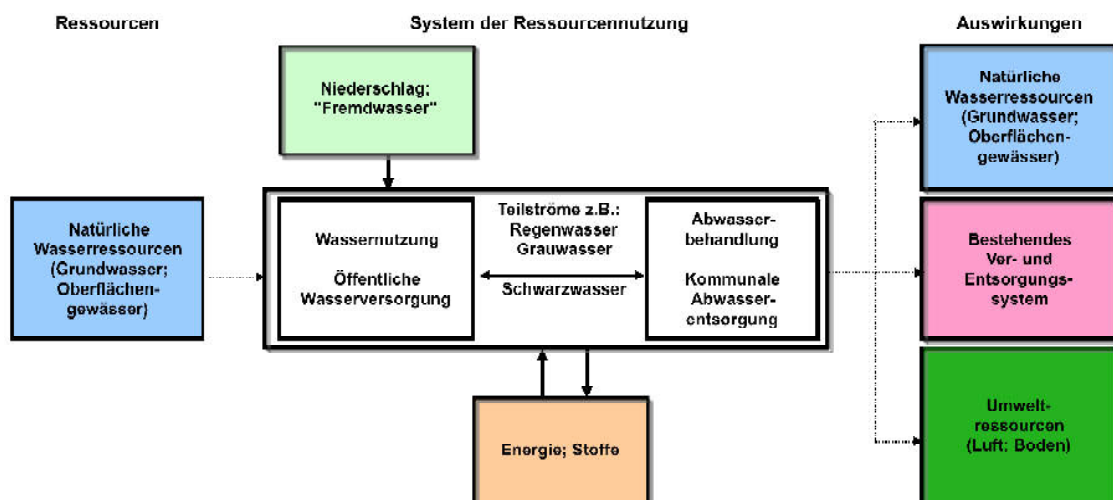 Ressourcen
System der Ressourcennutzung
Auswirkungen
Niederschlag;
"Fremdwasser"
Natürliche
Wasserressourcen
(Grundwasser;
Oberflächen-
gewässer)
Wassernutzung
Öffentliche
Wasserversorgung
Teilströme z.B.:
Regenwasser
Grauwasser
Schwarzwasser
Abwasser-
behandlung
Kommunale
Abwasser-
entsorgung
Energie; Stoffe
Natürliche
Wasserressourcen
(Grundwasser;
Oberflächen-
gewässer)
Bestehendes
Ver- und
Entsorgungs-
system
Umwelt-
ressourcen
(Luft; Boden)